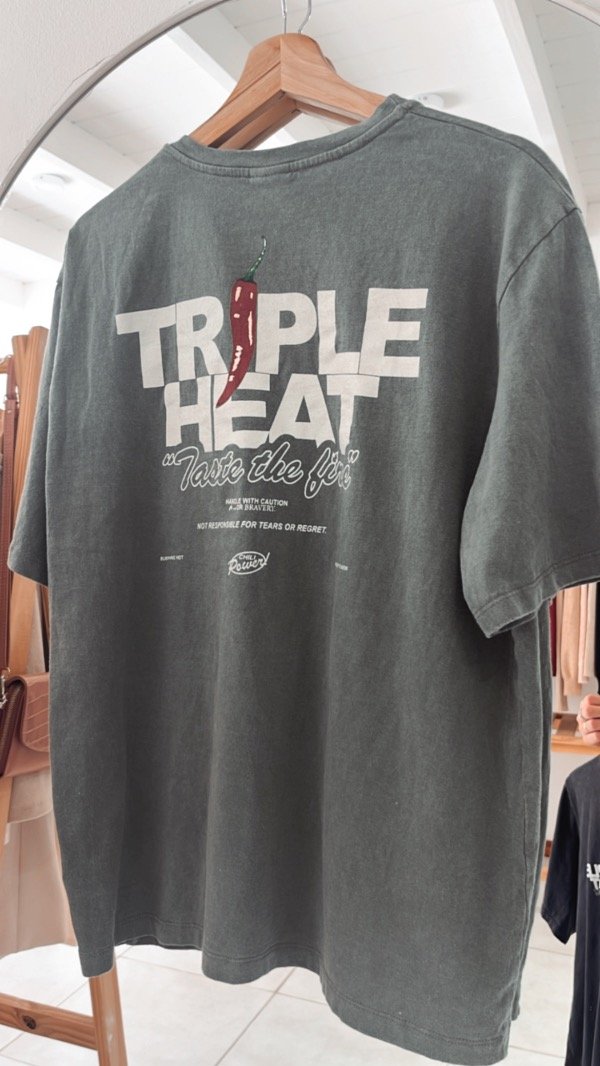 TRIPLE
HEAT
"Taste the fire"
HANDLE WITH CAUTION
BRAVERY.
NOT RESPONSIBLE FOR TEARS OR REGRET.
CHILI
Power!